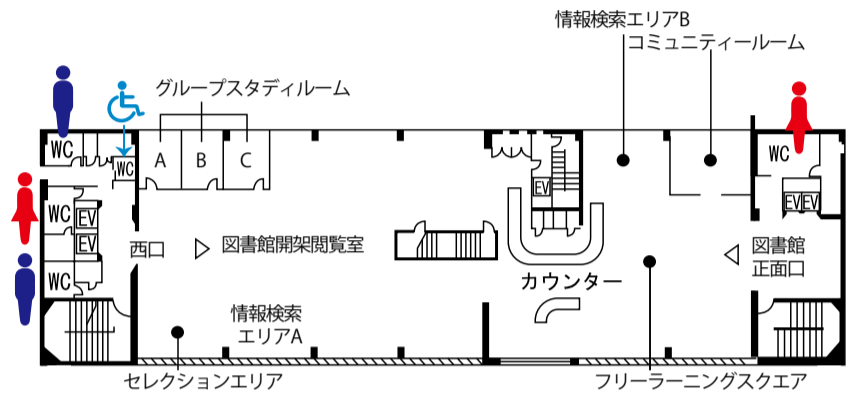 情報検索エリアB
コミュニティールーム
グループスタディルーム
WC
WC
A
B
C
WC
EV
WC
EV
EV
EV
EV
西口
図書館開架閲覧室
図書館
正面口
カウンター
WC
情報検索
エリアA
セレクションエリア
フリーラーニングスクエア